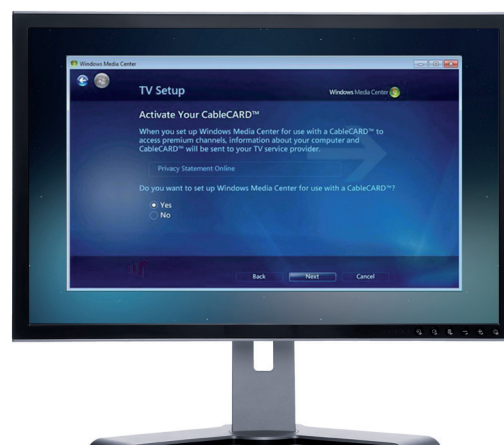 Windows Media Center
TV Setup
Windows Media Center
Activate Your CableCARD™
When you set up Windows Media Center for use with a CableCARD™ to
access premium channels, information about your computer and
CableCARD™ will be sent to your TV service provider.
Privacy Statement Online
Do you want to set up Windows Media Center for use with a CableCARD™?
Yes
No
Back Next Cancel